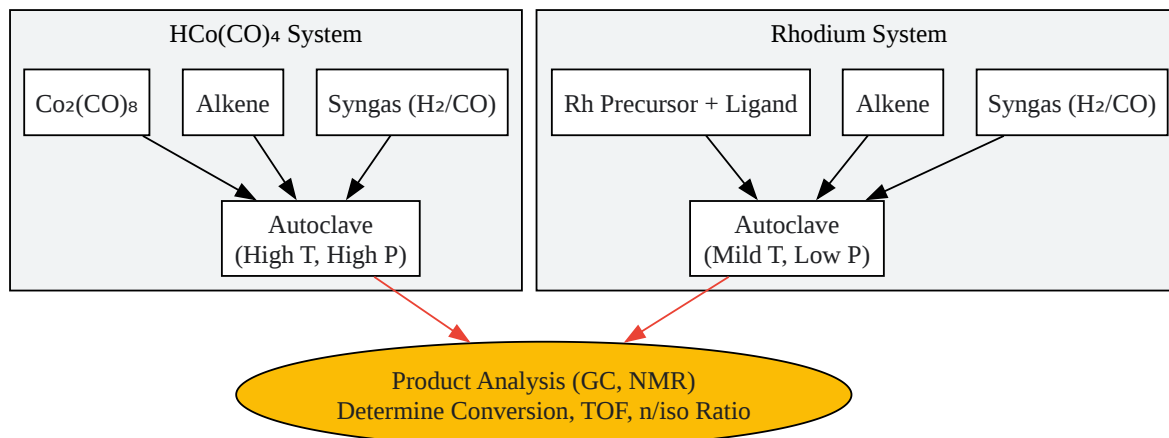 HCo(CO)₄ System
Co₂(CO)₈
Alkene
Syngas (H₂/CO)
Autoclave
(High T, High P)
Rhodium System
Rh Precursor + Ligand
Alkene
Syngas (H₂/CO)
Autoclave
(Mild T, Low P)
Product Analysis (GC, NMR)
Determine Conversion, TOF, n/iso Ratio